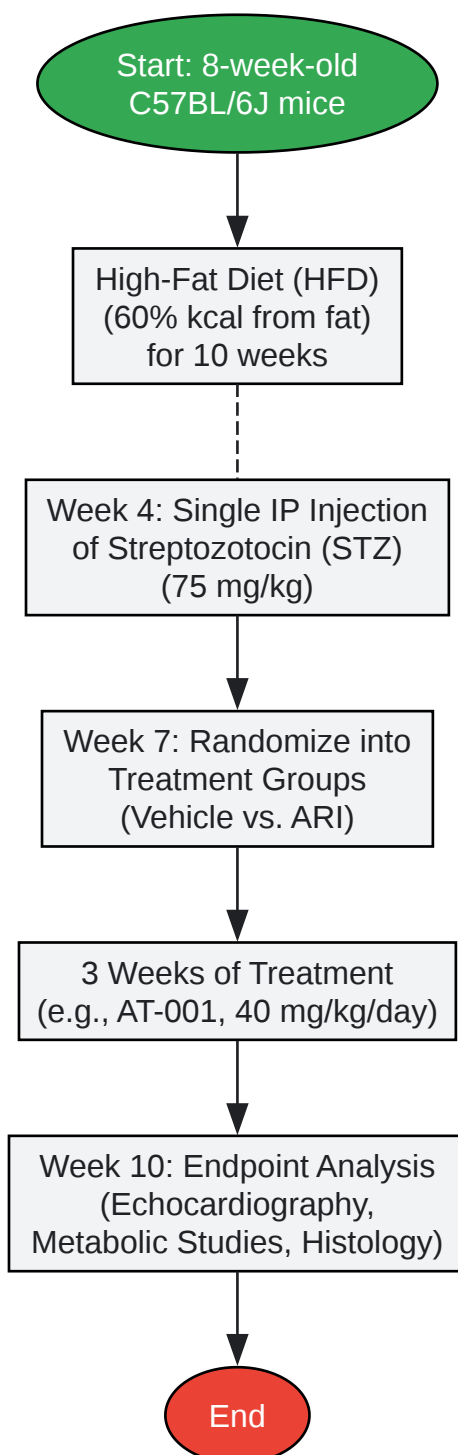 Start: 8-week-old
C57BL/6J mice
High-Fat Diet (HFD)
(60% kcal from fat)
for 10 weeks
Week 4: Single IP Injection
of Streptozotocin (STZ)
(75 mg/kg)
Week 7: Randomize into
Treatment Groups
(Vehicle vs. ARI)
3 Weeks of Treatment
(e.g., AT-001, 40 mg/kg/day)
Week 10: Endpoint Analysis
(Echocardiography,
Metabolic Studies, Histology)
End